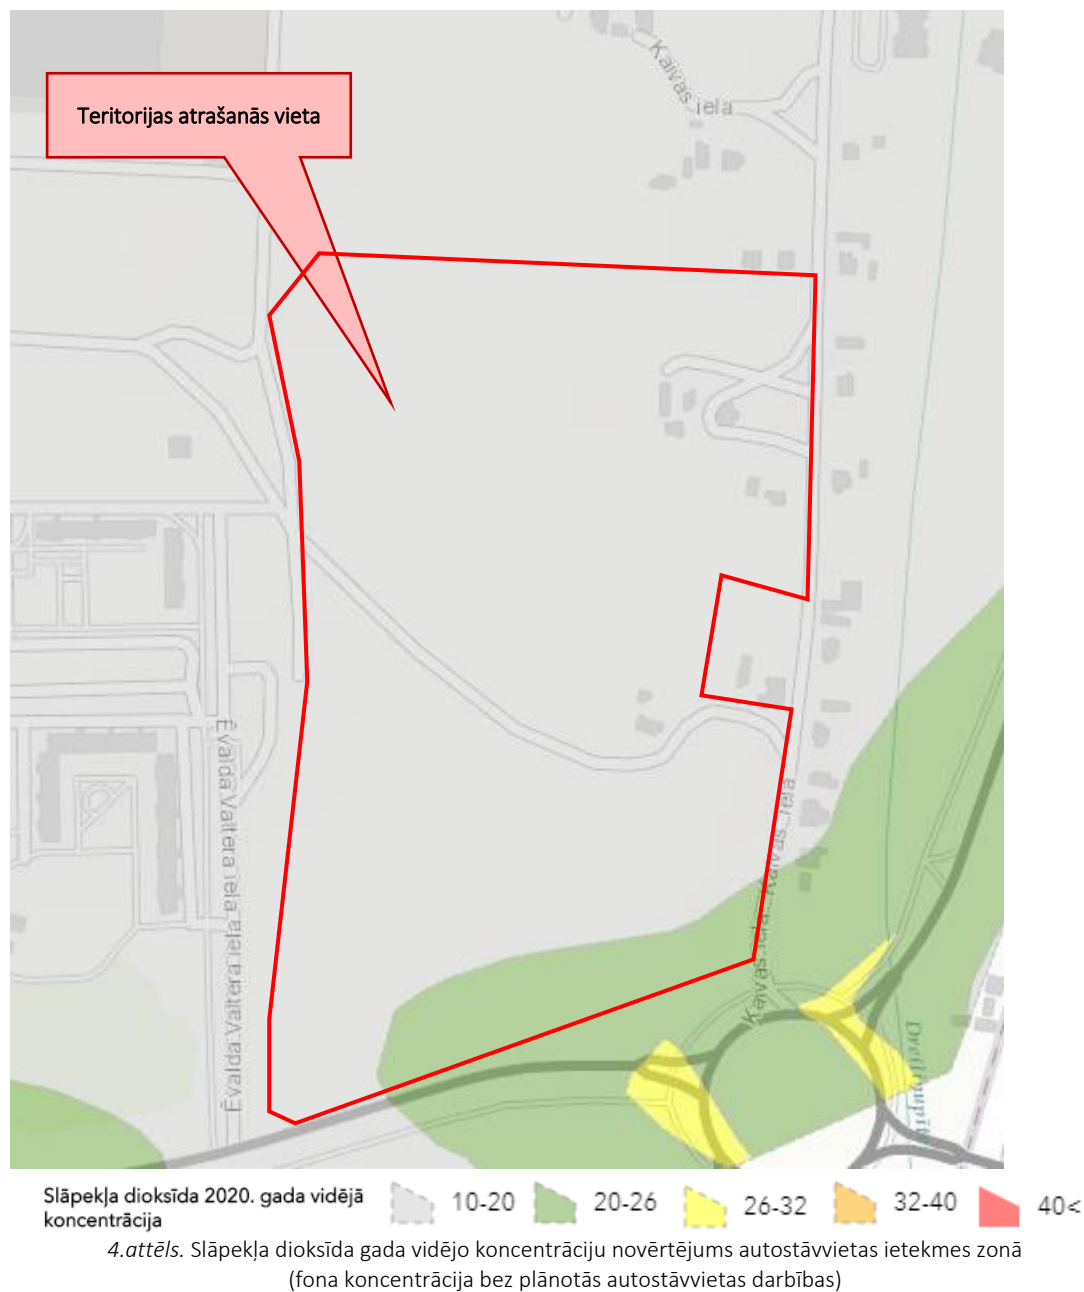 Kaivas iela
Teritorijas atrašanās vieta
Ēvalda Valtera iela
Ēvalda Valtera iela
Kaivas iela
Kaivas iela
Slāpekļa dioksīda 2020. gada vidējā
koncentrācija
10-20
20-26
26-32
32-40
40<
4.attēls. Slāpekļa dioksīda gada vidējo koncentrāciju novērtējums autostāvvietas ietekmes zonā
(fona koncentrācija bez plānotās autostāvvietas darbības)